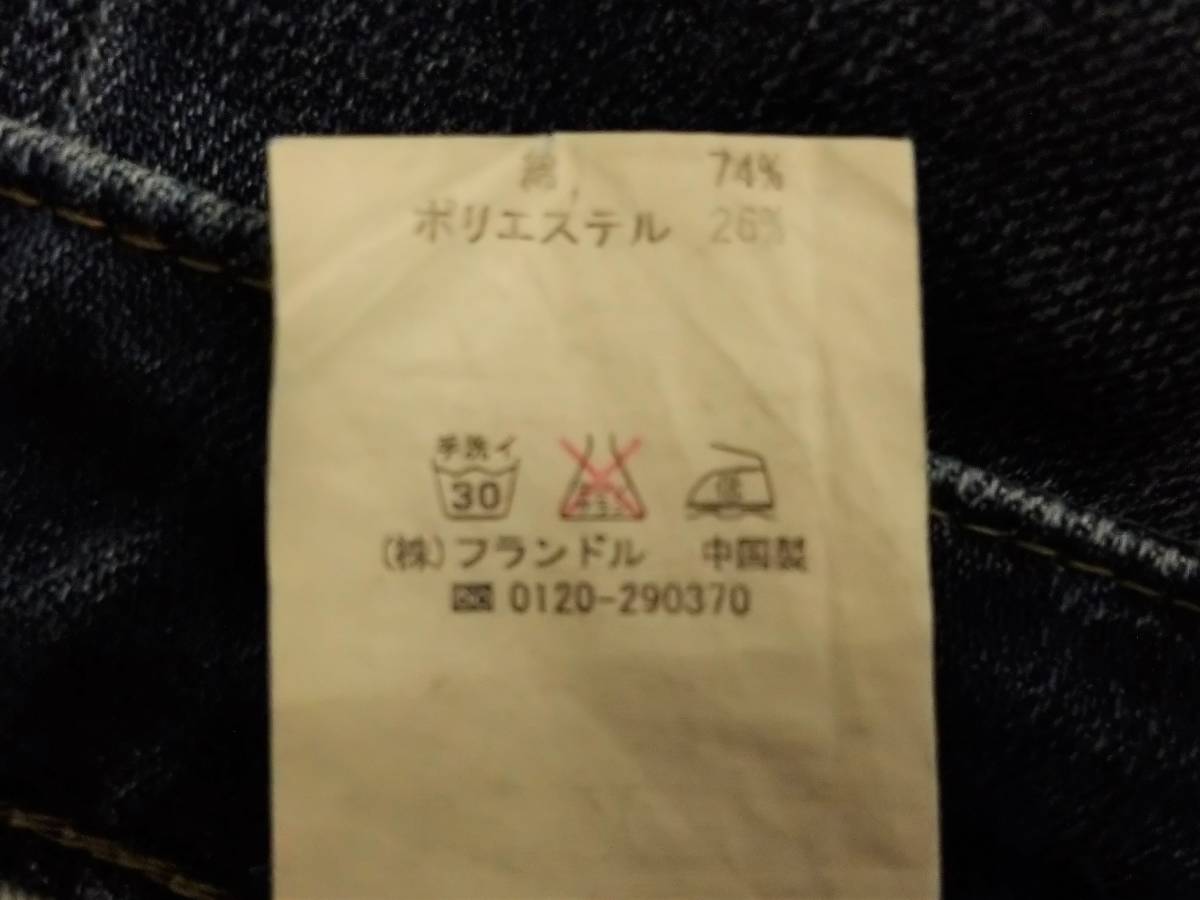 綿 74%
ポリエステル 26%
手洗イ
30
(株)フランドル 中国製
0120-290370